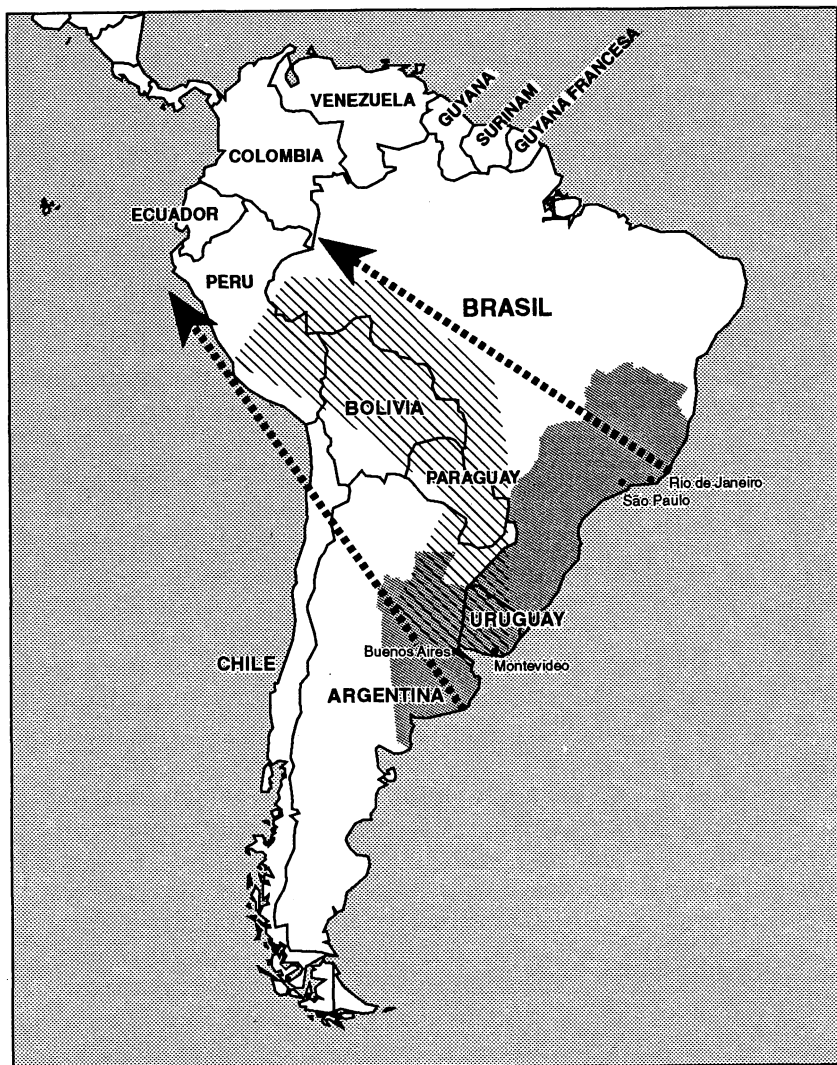 VENEZUELA
GUYANA
SURINAM
GUYANA FRANCESA
COLOMBIA
ECUADOR
PERU
BRASIL
BOLIVIA
PARAGUAY
Rio de Janeiro
São Paulo
URUGUAY
Buenos Aires
Montevideo
CHILE
ARGENTINA